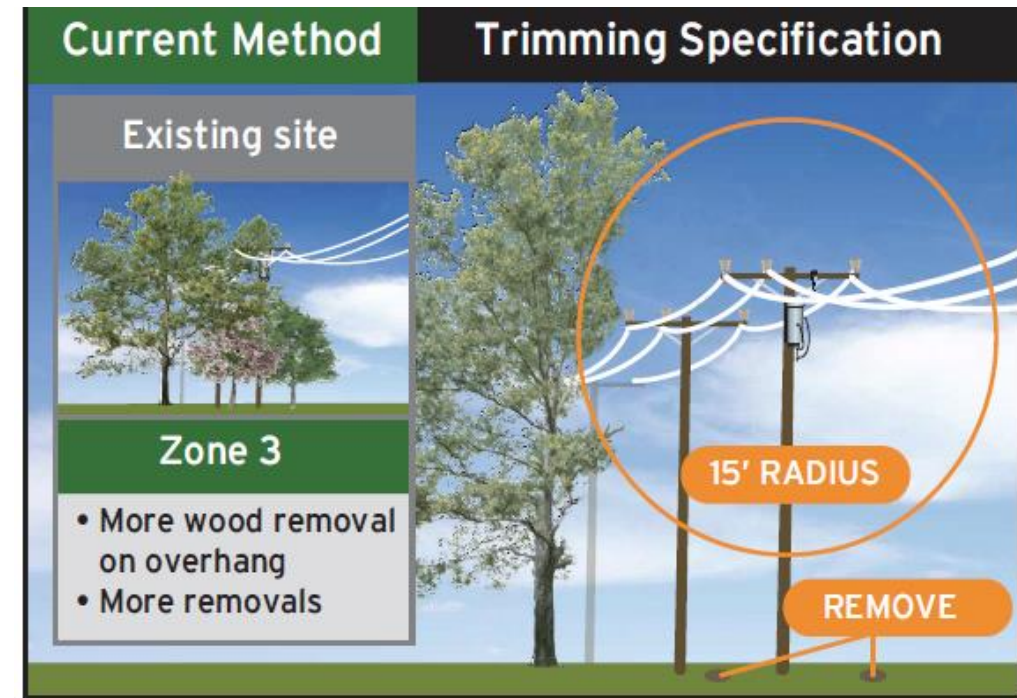 Current Method
Trimming Specification
Existing site
Zone 3
• More wood removal
on overhang
• More removals
15' RADIUS
REMOVE